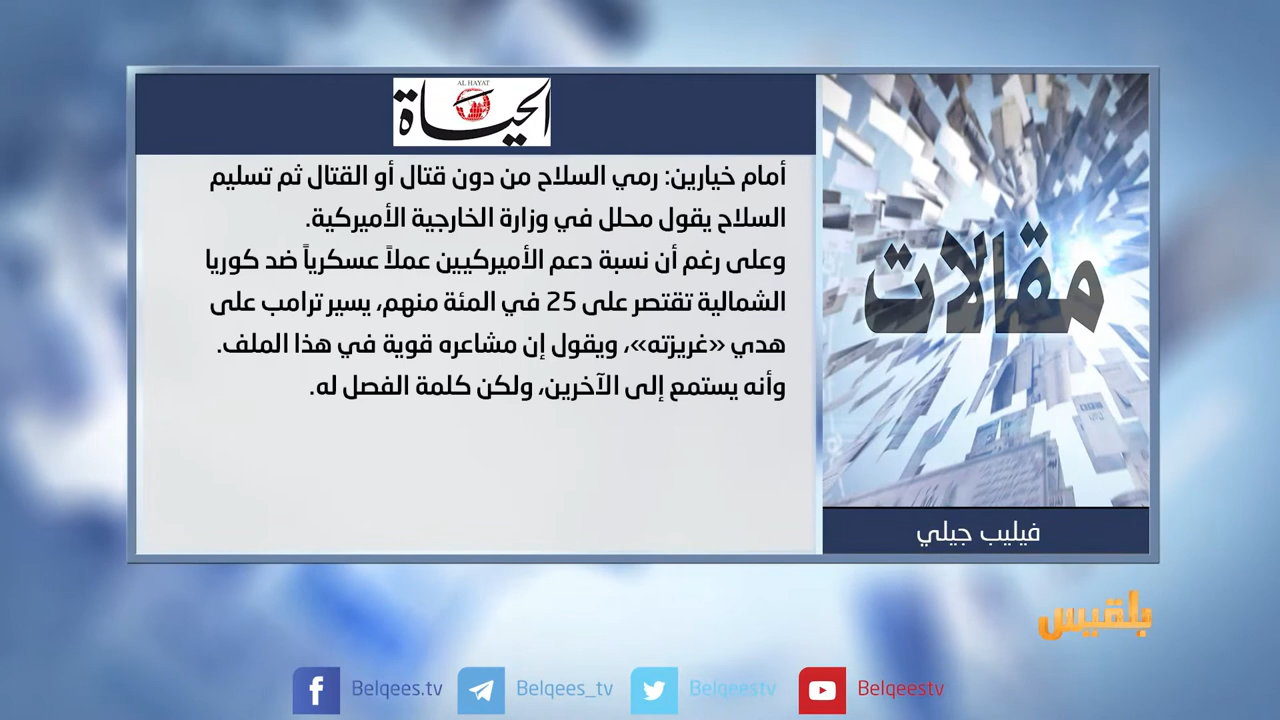 AL HAYAT
الحياة
أمام خيارين: رمي السلاح من دون قتال أو القتال ثم تسليم
السلاح يقول محلل في وزارة الخارجية الأميركية.
وعلى رغم أن نسبة دعم الأميركيين عملاً عسكرياً ضد كوريا
الشمالية تقتصر على 25 في المئة منهم، يسير ترامب على
هدي «غريزته»، ويقول إن مشاعره قوية في هذا الملف.
وأنه يستمع إلى الآخرين، ولكن كلمة الفصل له.
مقالات
فيليب جيلي
بلقيس
Belqees.tv
Belqees_tv
Belqeestv
Belqeestv